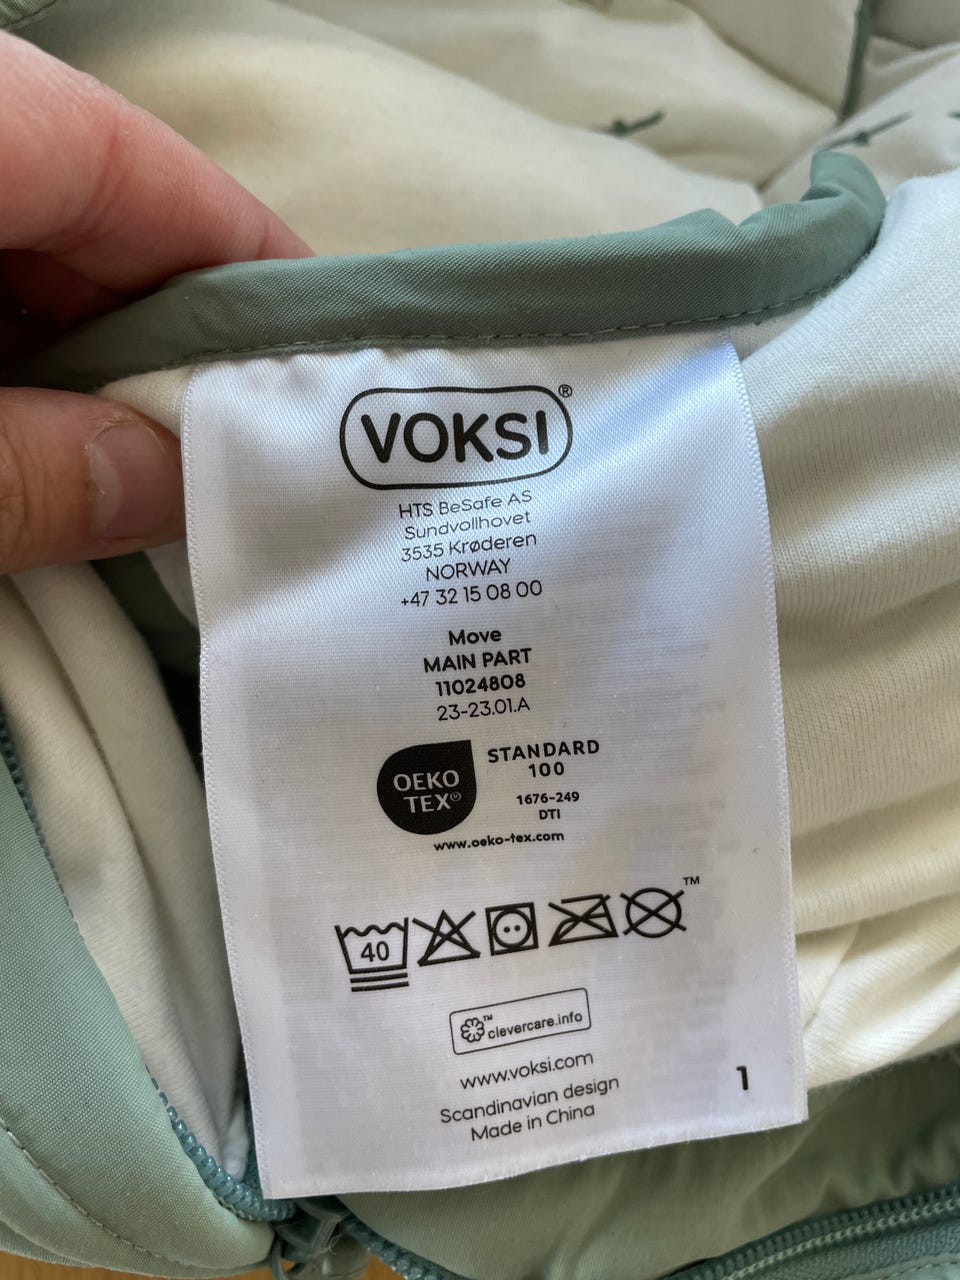 VOKSI®
HTS BeSafe AS
Sundvollhovet
3535 Krøderen
NORWAY
+47 32 15 08 00
Move
MAIN PART
11024808
23-23.01.A
OEKO
TEX®
STANDARD
100
1676-249
DTI
www.oeko-tex.com
40
TM
TM clevercare.info
www.voksi.com
Scandinavian design
Made in China
1